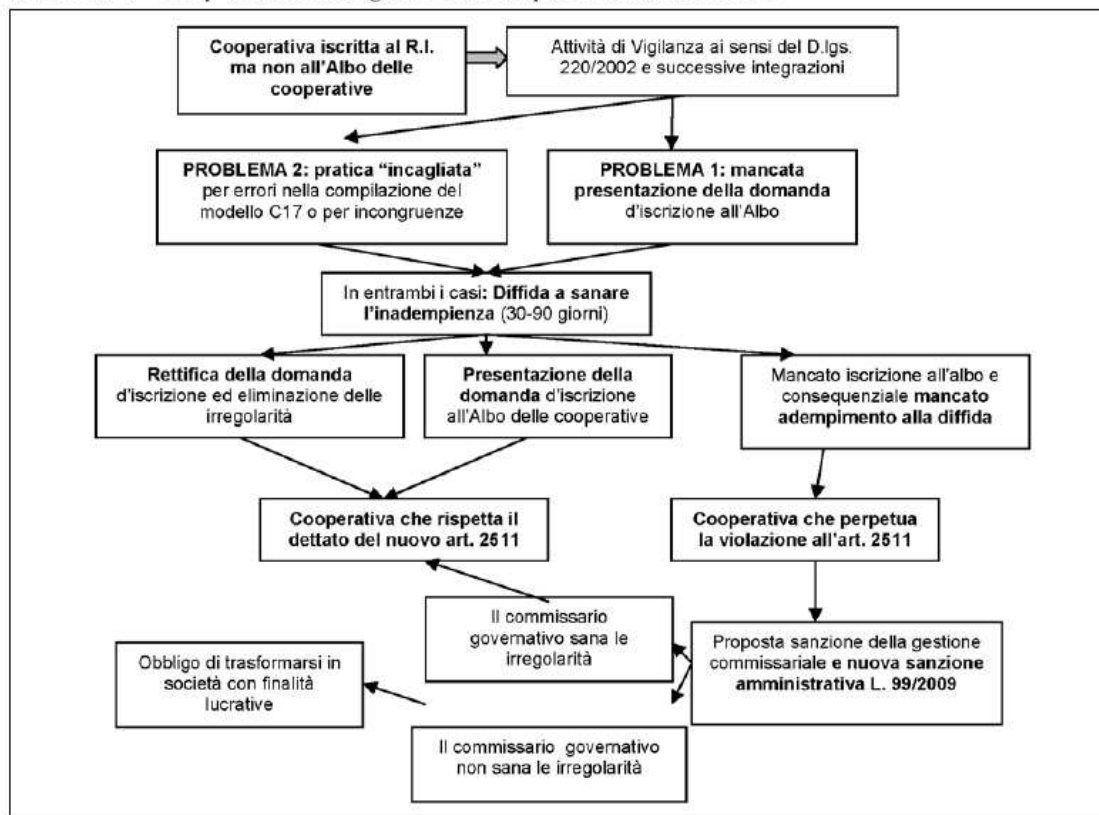 Cooperativa iscritta al R.I.
ma non all'Albo delle
cooperative
Attività di Vigilanza ai sensi del D.lgs.
220/2002 e successive integrazioni
PROBLEMA 2: pratica "incagliata"
per errori nella compilazione del
modello C17 o per incongruenze
PROBLEMA 1: mancata
presentazione della domanda
d'iscrizione all'Albo
In entrambi i casi: Diffida a sanare
l'inadempienza (30-90 giorni)
Rettifica della domanda
d'iscrizione ed eliminazione delle
irregolarità
Presentazione della
domanda d'iscrizione
all'Albo delle cooperative
Mancato iscrizione all'albo e
consequenziale mancato
adempimento alla diffida
Cooperativa che rispetta il
dettato del nuovo art. 2511
Cooperativa che perpetua
la violazione all'art. 2511
Il commissario
governativo sana le
irregolarità
Proposta sanzione della gestione
commissariale e nuova sanzione
amministrativa L. 99/2009
Obbligo di trasformarsi in
società con finalità
lucrative
Il commissario governativo
non sana le irregolarità